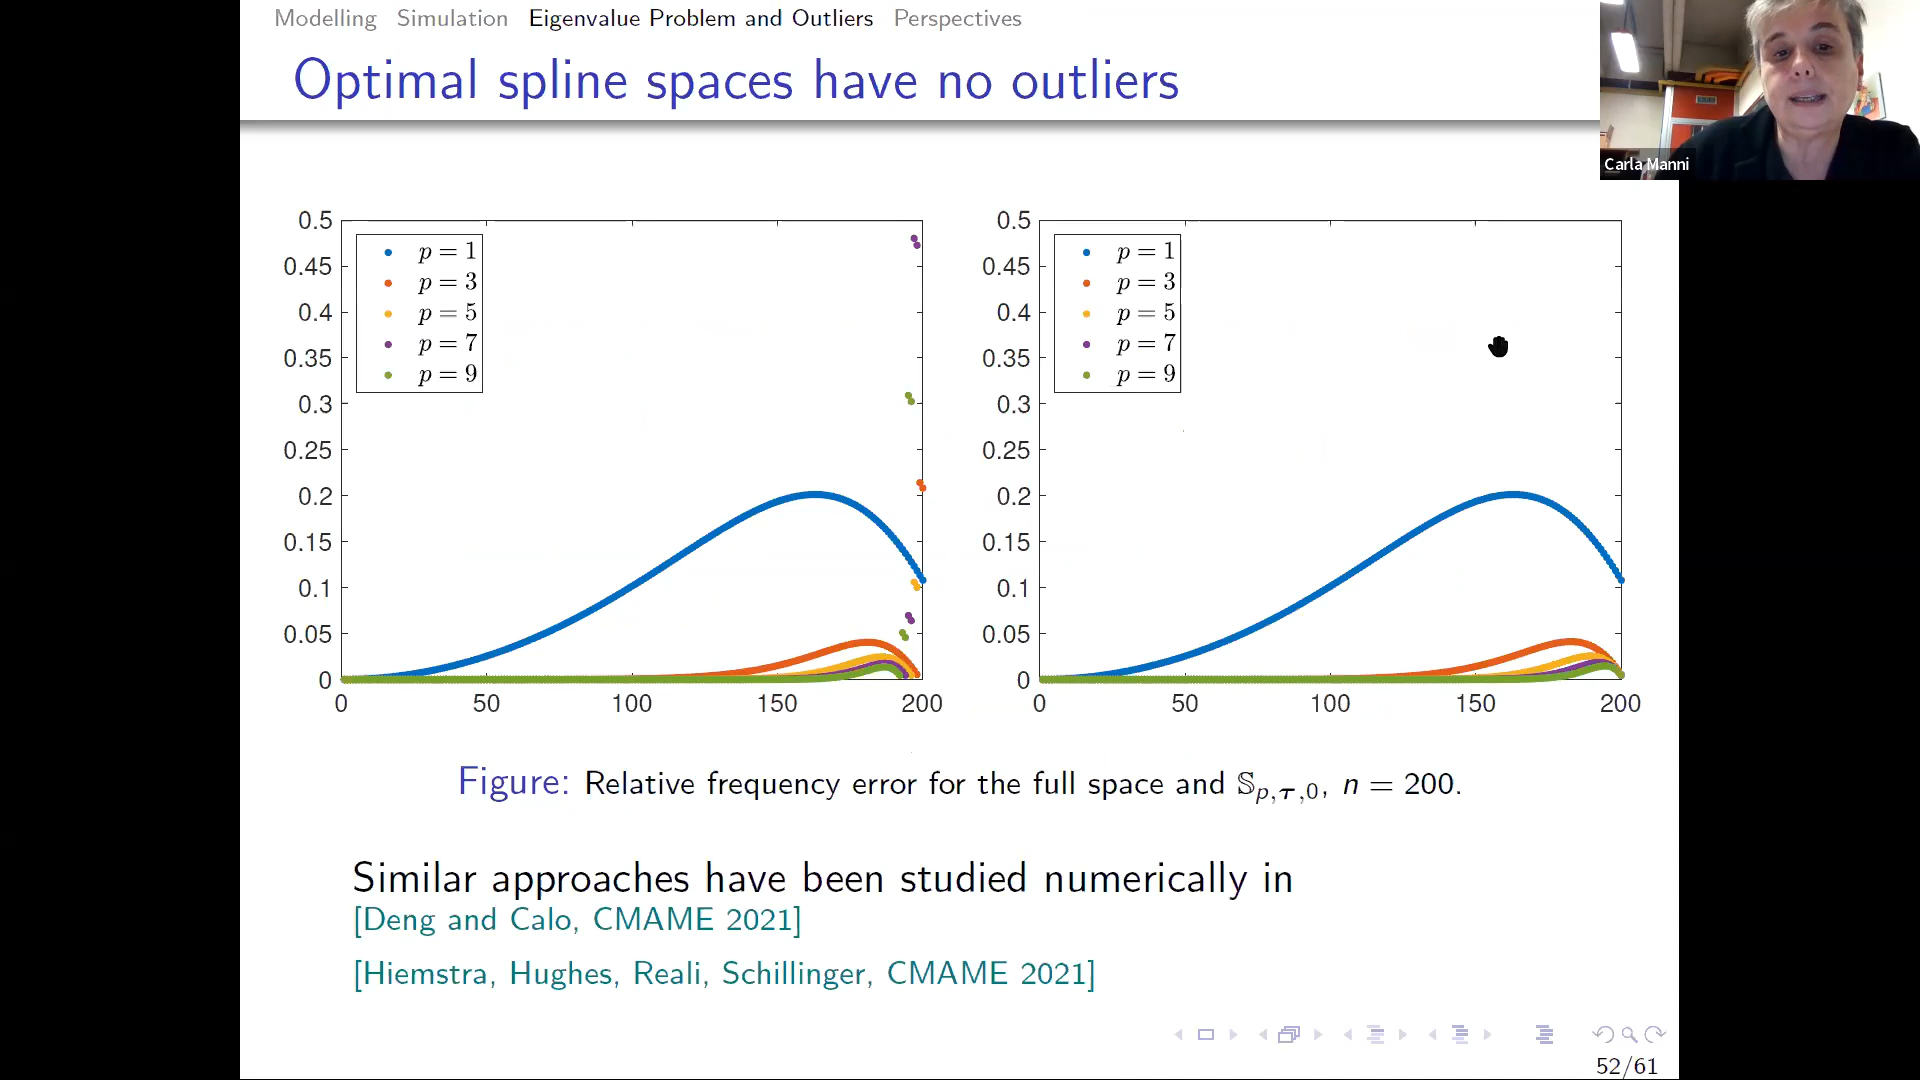 Modelling Simulation Eigenvalue Problem and Outliers Perspectives
Optimal spline spaces have no outliers
Carla Manni
0.5
0.45
0.4
0.35
0.3
0.25
0.2
0.15
0.1
0.05
0
0 50 100 150 200
p = 1
p = 3
p = 5
p = 7
p = 9
0.5
0.45
0.4
0.35
0.3
0.25
0.2
0.15
0.1
0.05
0
0 50 100 150 200
p = 1
p = 3
p = 5
p = 7
p = 9
Figure: Relative frequency error for the full space and 𝕊p,τ,0, n = 200.
Similar approaches have been studied numerically in
[Deng and Calo, CMAME 2021]
[Hiemstra, Hughes, Reali, Schillinger, CMAME 2021]
52/61